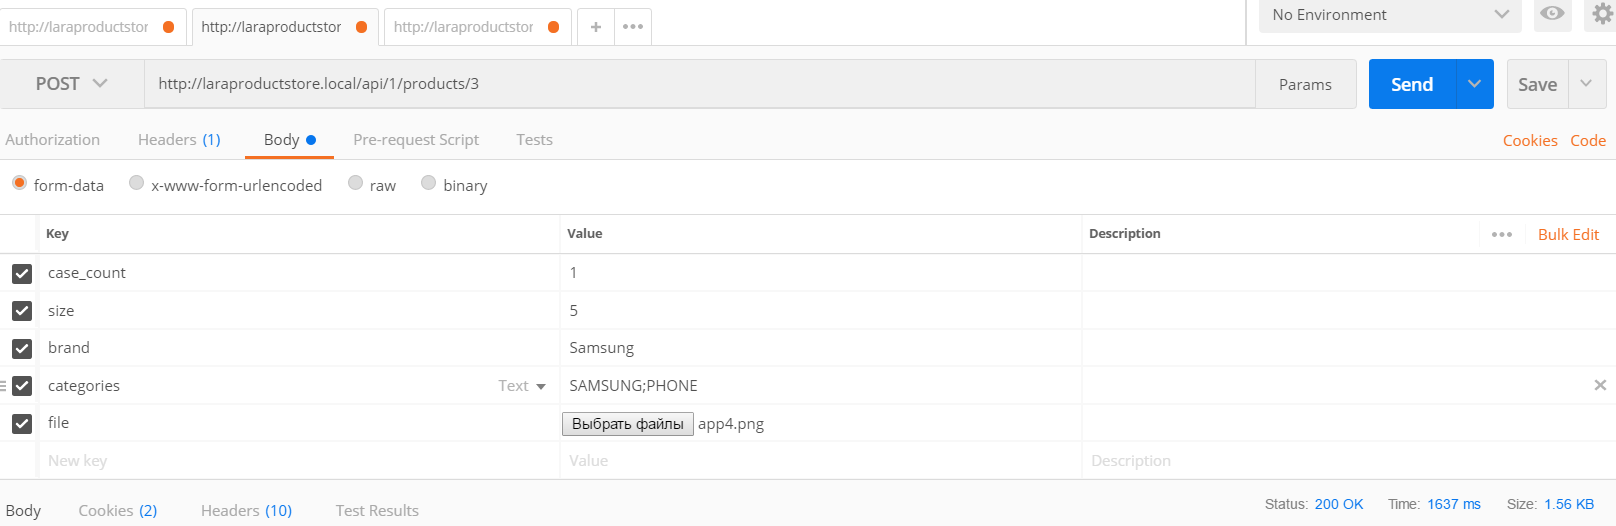 http://laraproductstor http://laraproductstor http://laraproductstor + ••• No Environment
POST http://laraproductstore.local/api/1/products/3 Params Send Save
Authorization Headers (1) Body Pre-request Script Tests Cookies Code
form-data x-www-form-urlencoded raw binary
Key Value Description ••• Bulk Edit
case_count 1
size 5
brand Samsung
categories Text SAMSUNG;PHONE
file Выбрать файлы app4.png
New key Value Description
Body Cookies (2) Headers (10) Test Results Status: 200 OK Time: 1637 ms Size: 1.56 KB